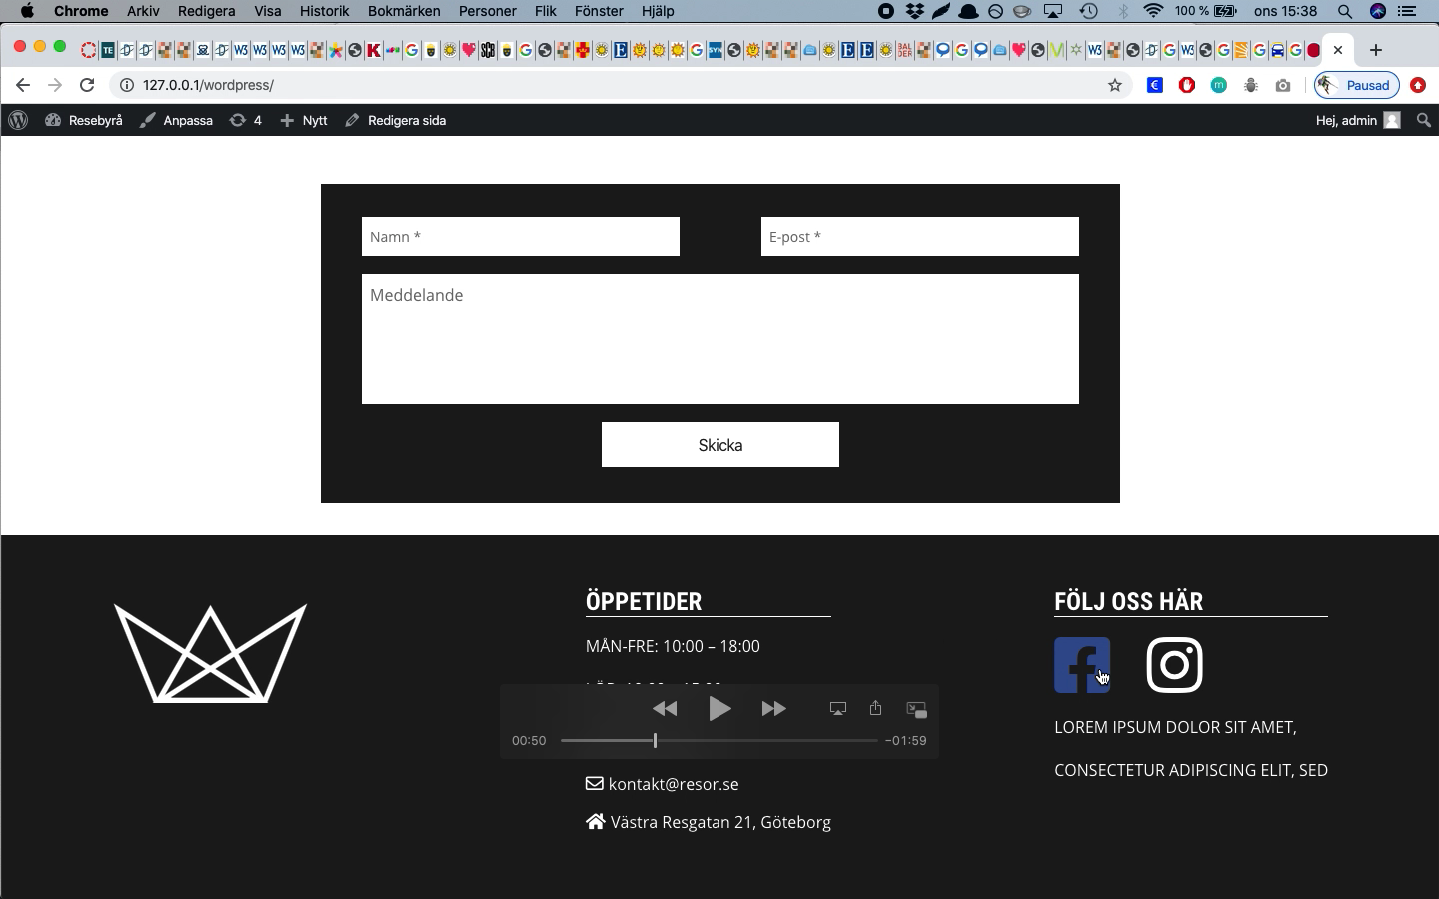 Chrome Arkiv Redigera Visa Historik Bokmärken Personer Flik Fönster Hjälp 100 % ons 15:38
127.0.0.1/wordpress/ Pausad
Resebyrå Anpassa 4 Nytt Redigera sida Hej, admin
Namn * E-post *
Meddelande
Skicka
ÖPPETIDER
MÅN-FRE: 10:00 – 18:00
00:50 −01:59
kontakt@resor.se
Västra Resgatan 21, Göteborg
FÖLJ OSS HÄR
LOREM IPSUM DOLOR SIT AMET,
CONSECTETUR ADIPISCING ELIT, SED